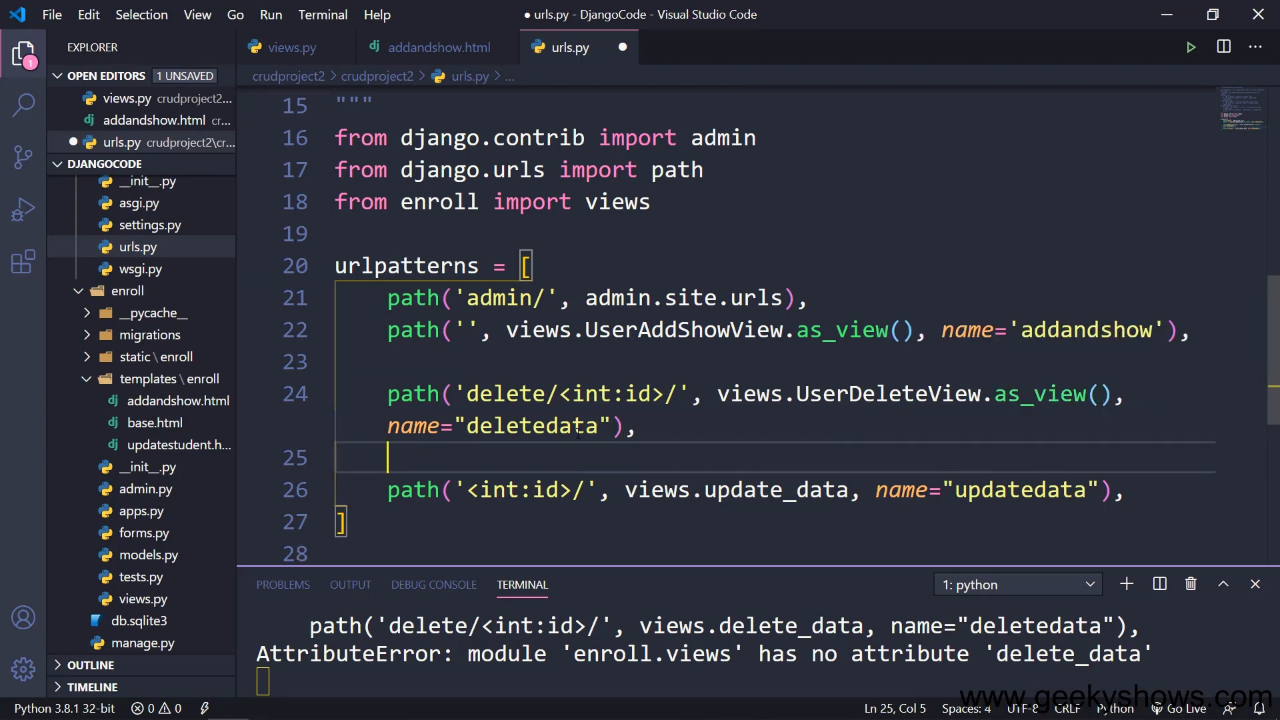 File Edit Selection View Go Run Terminal Help
urls.py - DjangoCode - Visual Studio Code
EXPLORER
views.py addandshow.html urls.py
OPEN EDITORS 1 UNSAVED
crudproject2 > crudproject2 > urls.py > ...
views.py crudproject2...
addandshow.html cr...
urls.py crudproject2\cr...
DJANGOCODE
__init__.py
asgi.py
settings.py
urls.py
wsgi.py
enroll
__pycache__
migrations
static \ enroll
templates \ enroll
addandshow.html
base.html
updatestudent.h...
__init__.py
admin.py
apps.py
forms.py
models.py
tests.py
views.py
db.sqlite3
manage.py
OUTLINE
TIMELINE
1
15 """
16 from django.contrib import admin
17 from django.urls import path
18 from enroll import views
19
20 urlpatterns = [
21 path('admin/', admin.site.urls),
22 path('', views.UserAddShowView.as_view(), name='addandshow'),
23
24 path('delete/<int:id>/', views.UserDeleteView.as_view(),
name="deletedata"),
25
26 path('<int:id>/', views.update_data, name="updatedata"),
27 ]
28
PROBLEMS OUTPUT DEBUG CONSOLE TERMINAL 1: python
path('delete/<int:id>/', views.delete_data, name="deletedata"),
AttributeError: module 'enroll.views' has no attribute 'delete_data'
www.geekyshows.com
Python 3.8.1 32-bit 0 0 Ln 25, Col 5 Spaces: 4 UTF-8 CRLF Python Go Live